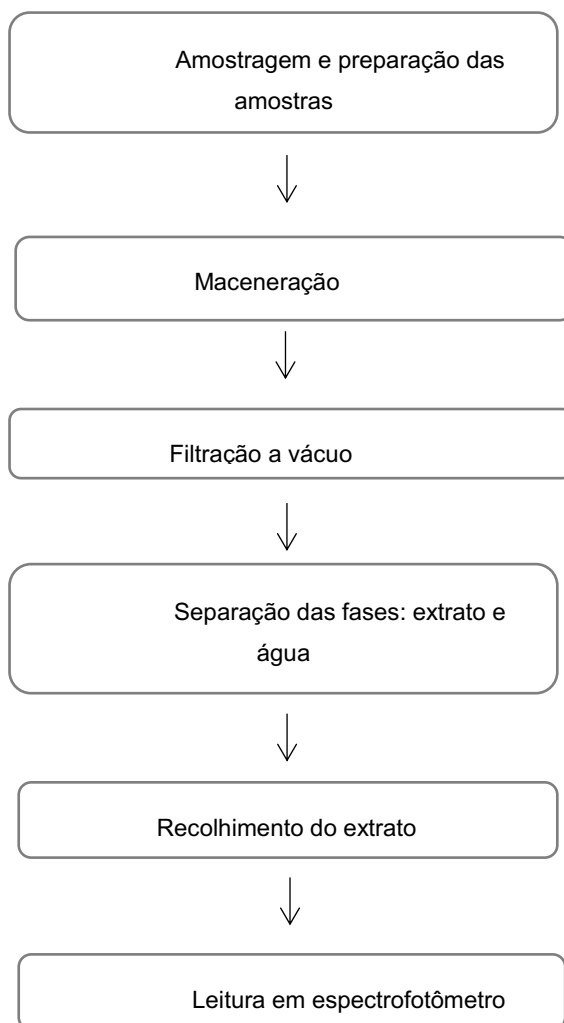 Amostragem e preparação das
amostras
Maceneração
Filtração a vácuo
Separação das fases: extrato e
água
Recolhimento do extrato
Leitura em espectrofotômetro